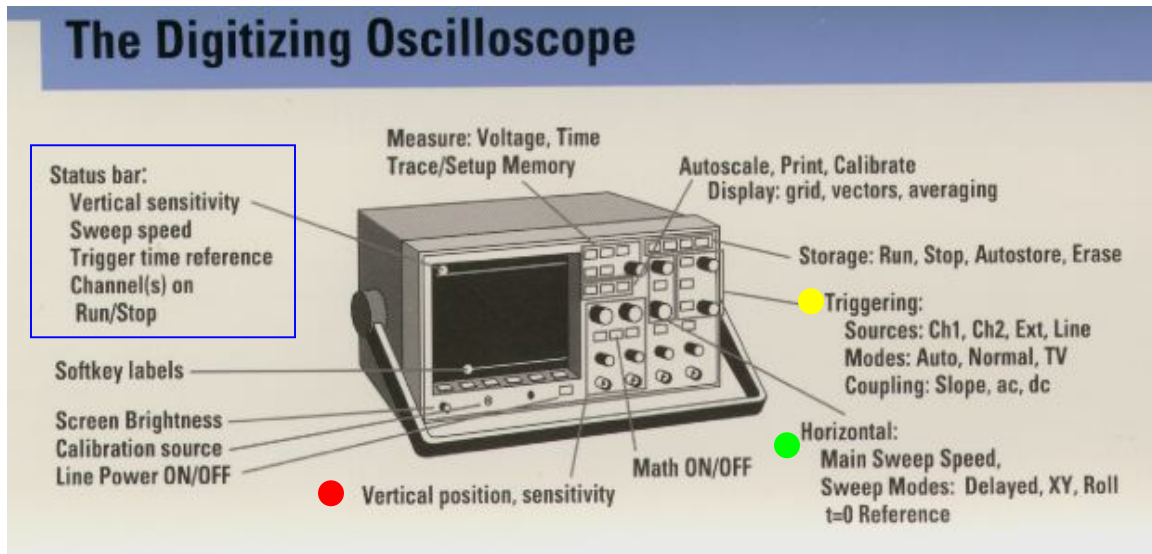 The Digitizing Oscilloscope
Measure: Voltage, Time
Trace/Setup Memory
Autoscale, Print, Calibrate
Display: grid, vectors, averaging
Status bar:
Vertical sensitivity
Sweep speed
Trigger time reference
Channel(s) on
Run/Stop
Storage: Run, Stop, Autostore, Erase
Triggering:
Sources: Ch1, Ch2, Ext, Line
Modes: Auto, Normal, TV
Coupling: Slope, ac, dc
Softkey labels
Screen Brightness
Calibration source
Line Power ON/OFF
Vertical position, sensitivity
Math ON/OFF
Horizontal:
Main Sweep Speed,
Sweep Modes: Delayed, XY, Roll
t=0 Reference